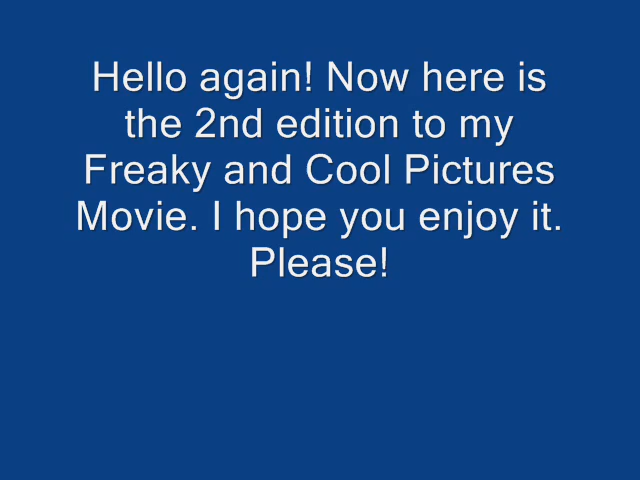 Hello again! Now here is
the 2nd edition to my
Freaky and Cool Pictures
Movie. I hope you enjoy it.
Please!